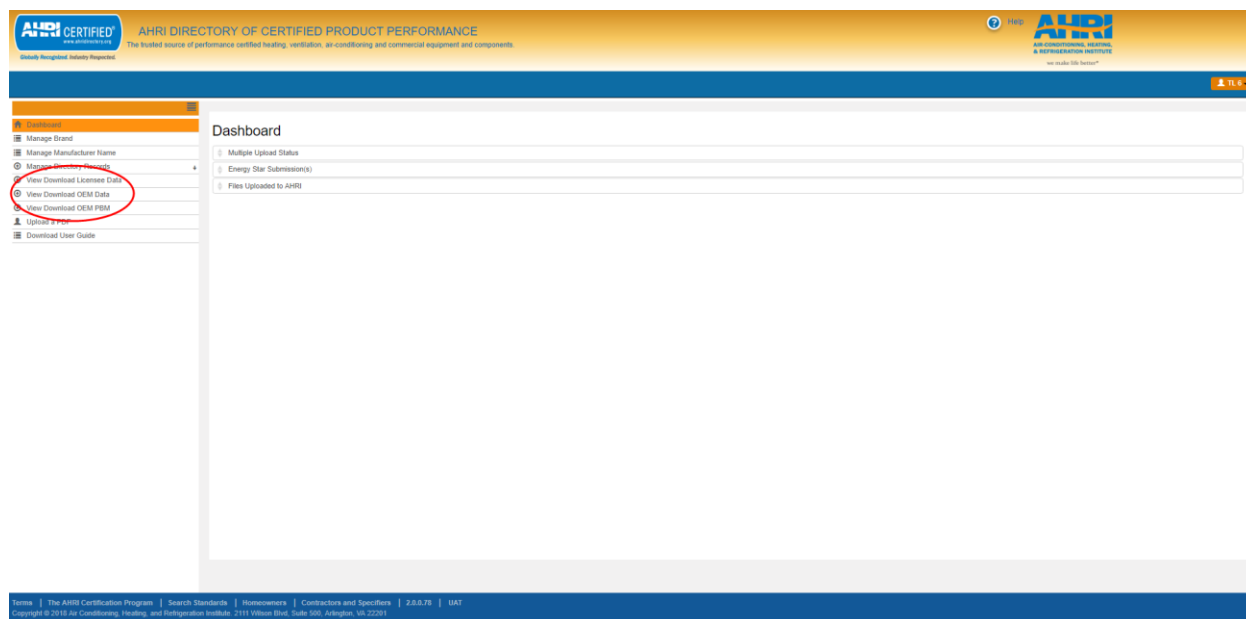 AHRI CERTIFIED®
www.ahridirectory.org
Globally Recognized. Industry Respected.
AHRI DIRECTORY OF CERTIFIED PRODUCT PERFORMANCE
The trusted source of performance certified heating, ventilation, air-conditioning and commercial equipment and components.
Help
AHRI
AIR-CONDITIONING, HEATING,
& REFRIGERATION INSTITUTE
we make life better®
TL 6
Dashboard
Manage Brand
Manage Manufacturer Name
Manage Directory Records
View Download Licensee Data
View Download OEM Data
View Download OEM PBM
Upload a PDF
Download User Guide
Dashboard
Multiple Upload Status
Energy Star Submission(s)
Files Uploaded to AHRI
Terms | The AHRI Certification Program | Search Standards | Homeowners | Contractors and Specifiers | 2.0.0.78 | UAT
Copyright © 2018 Air Conditioning, Heating, and Refrigeration Institute. 2111 Wilson Blvd, Suite 500, Arlington, VA 22201